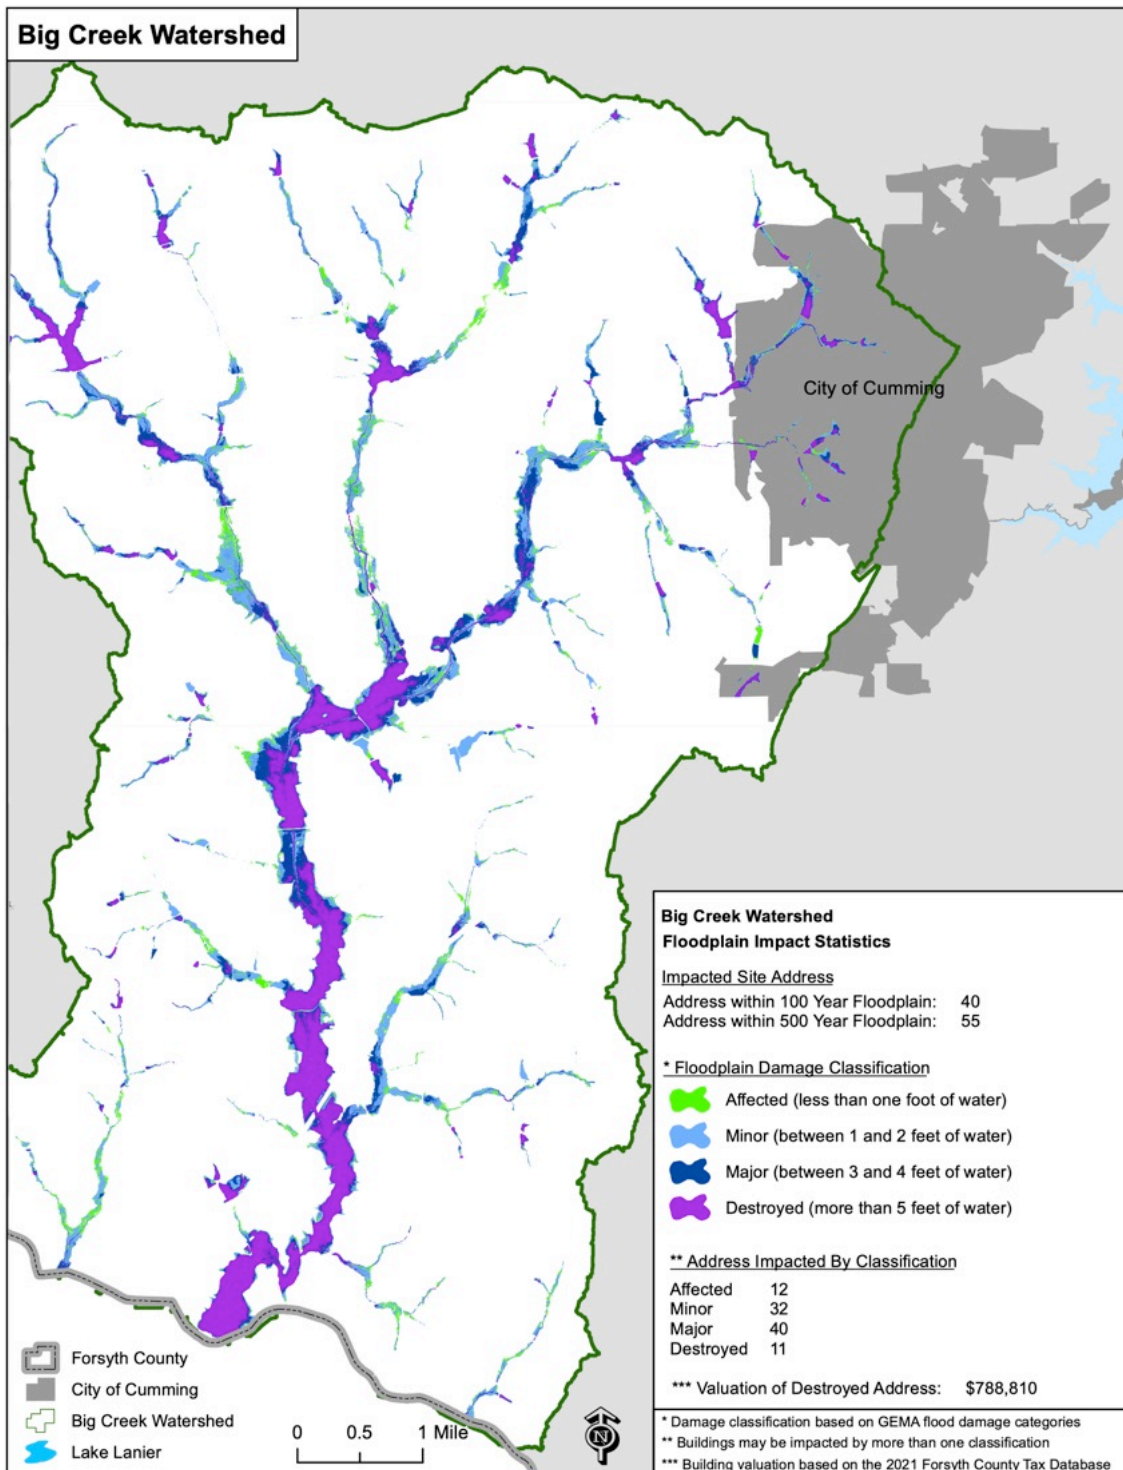 Big Creek Watershed
City of Cumming
Big Creek Watershed
Floodplain Impact Statistics
Impacted Site Address
Address within 100 Year Floodplain: 40
Address within 500 Year Floodplain: 55
* Floodplain Damage Classification
Affected (less than one foot of water)
Minor (between 1 and 2 feet of water)
Major (between 3 and 4 feet of water)
Destroyed (more than 5 feet of water)
** Address Impacted By Classification
Affected 12
Minor 32
Major 40
Destroyed 11
*** Valuation of Destroyed Address: $788,810
* Damage classification based on GEMA flood damage categories
** Buildings may be impacted by more than one classification
*** Building valuation based on the 2021 Forsyth County Tax Database
Forsyth County
City of Cumming
Big Creek Watershed
Lake Lanier
0 0.5 1 Mile
N